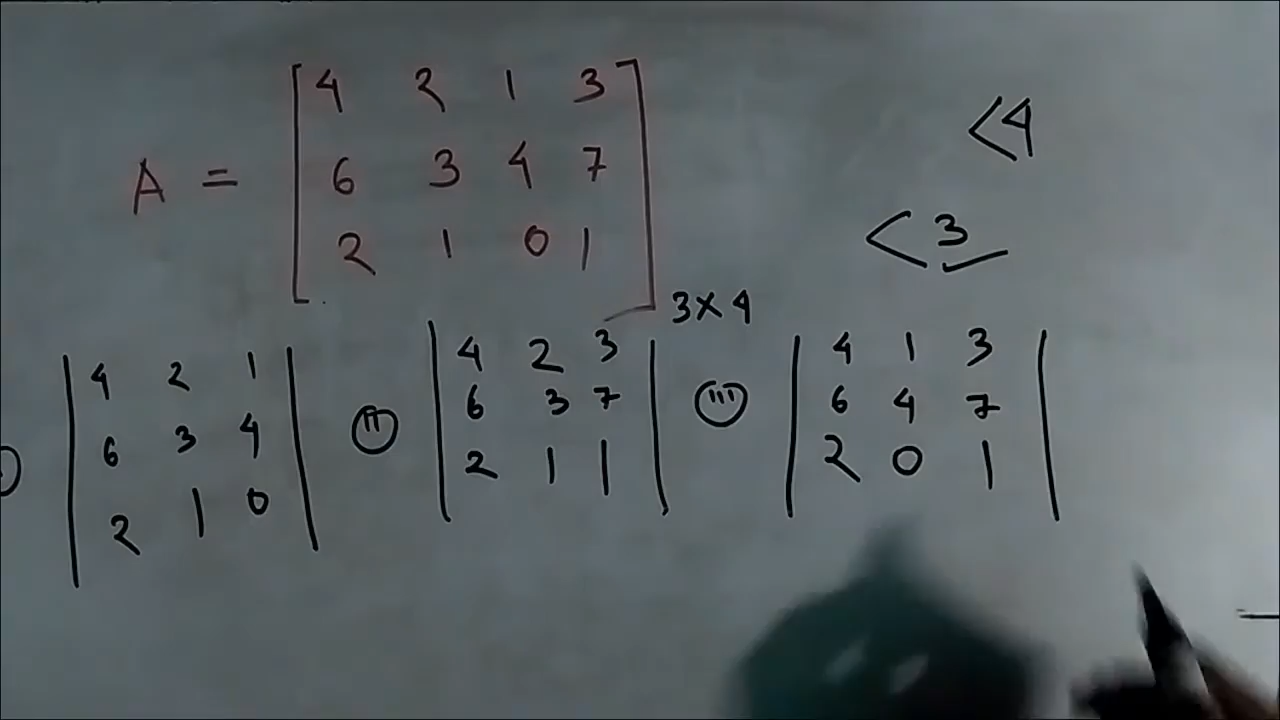 4 2 1 3
<4
A = 6 3 4 7
<3
2 1 0 1
3×4
4 2 1
6 3 4
2 1 0
(ii)
4 2 3
6 3 7
2 1 1
(iii)
4 1 3
6 4 7
2 0 1